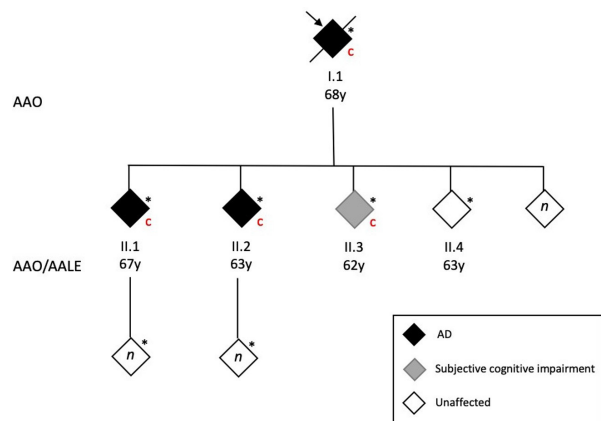 *
C
I.1
68y
AAO
* * * *
n
C C C
II.1 II.2 II.3 II.4
67y 63y 62y 63y
AAO/AALE
* *
n n
AD
Subjective cognitive impairment
Unaffected